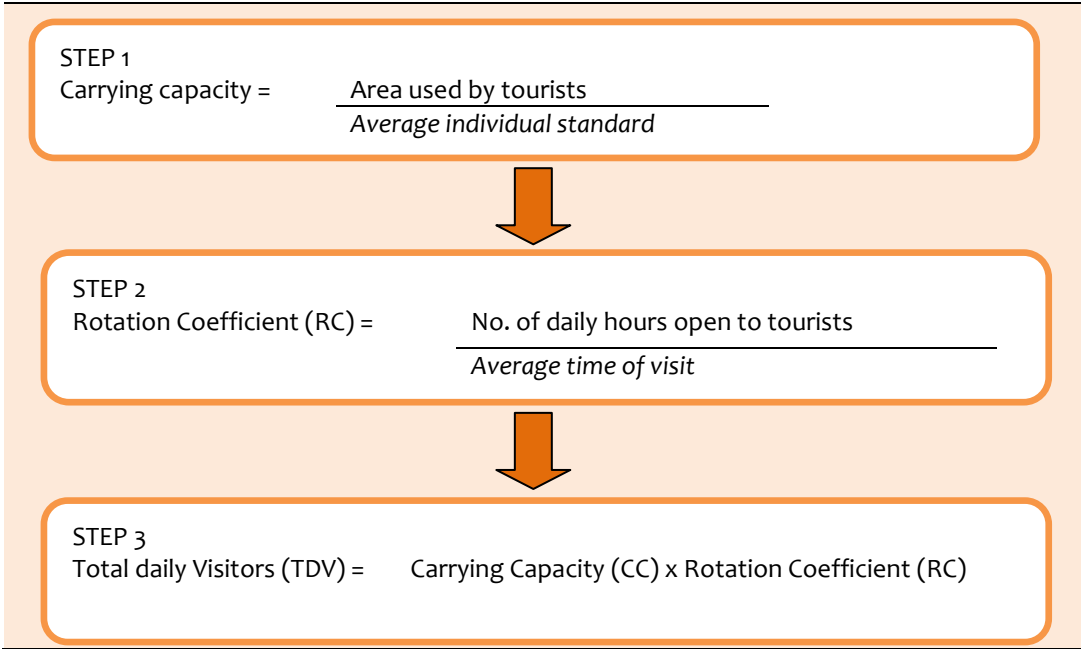 STEP 1
Carrying capacity = Area used by tourists
Average individual standard
STEP 2
Rotation Coefficient (RC) = No. of daily hours open to tourists
Average time of visit
STEP 3
Total daily Visitors (TDV) = Carrying Capacity (CC) x Rotation Coefficient (RC)